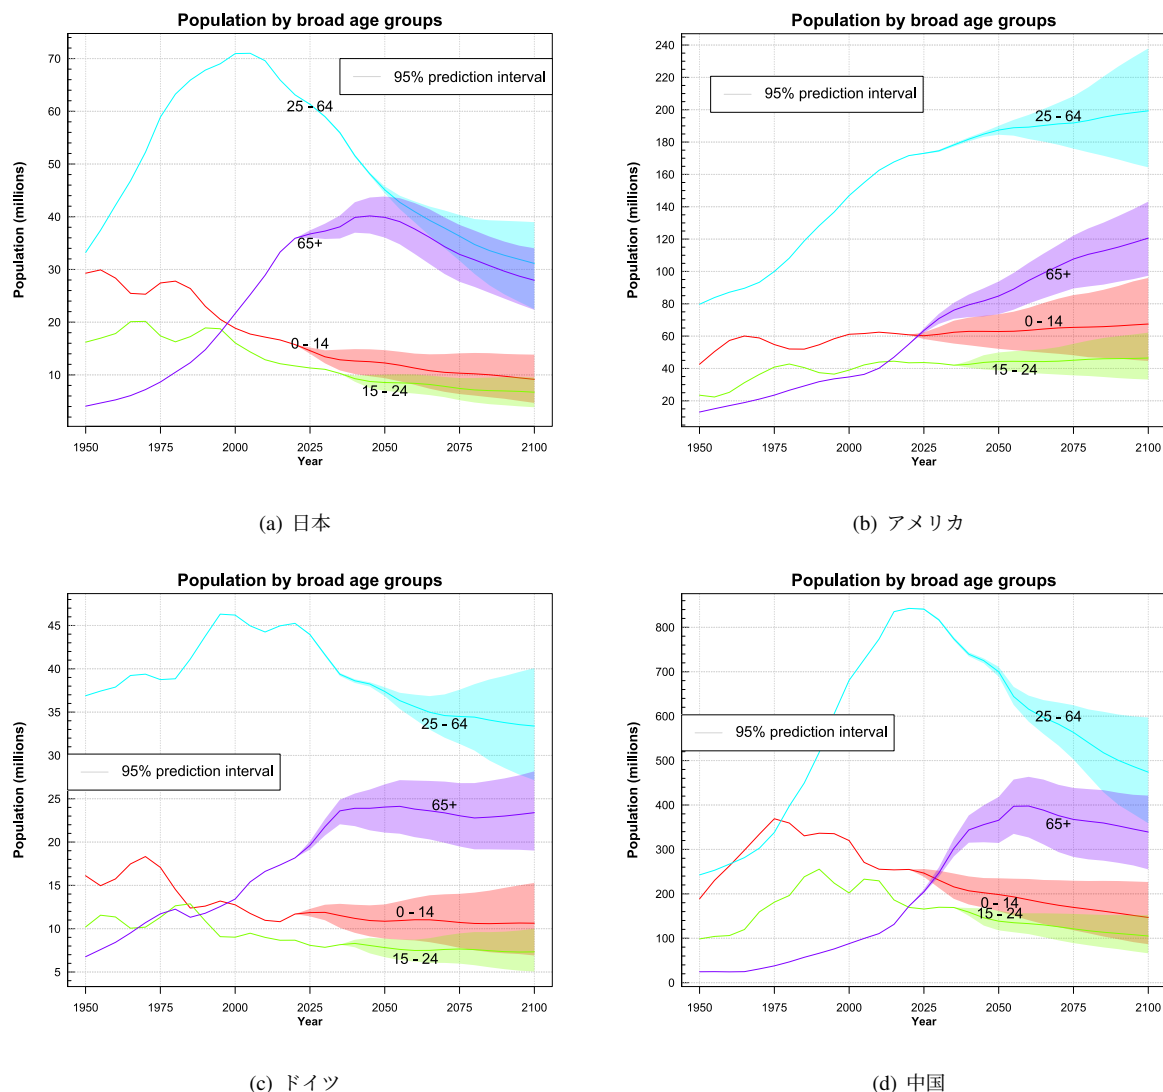 Population by broad age groups
Population (millions)
70
60
50
40
30
20
10
95% prediction interval
25 - 64
65+
0 - 14
15 - 24
1950 1975 2000 2025 2050 2075 2100
Year
(a) 日本
Population by broad age groups
Population (millions)
240
220
200
180
160
140
120
100
80
60
40
20
95% prediction interval
25 - 64
65+
0 - 14
15 - 24
1950 1975 2000 2025 2050 2075 2100
Year
(b) アメリカ
Population by broad age groups
Population (millions)
45
40
35
30
25
20
15
10
5
25 - 64
95% prediction interval
65+
0 - 14
15 - 24
1950 1975 2000 2025 2050 2075 2100
Year
(c) ドイツ
Population by broad age groups
Population (millions)
800
700
600
500
400
300
200
100
0
25 - 64
95% prediction interval
65+
0 - 14
15 - 24
1950 1975 2000 2025 2050 2075 2100
Year
(d) 中国